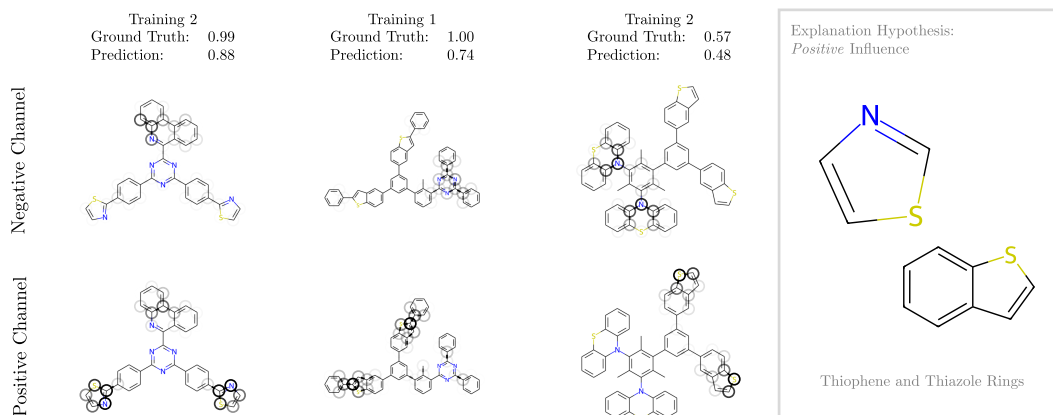 Training 2
Ground Truth: 0.99
Prediction: 0.88
Training 1
Ground Truth: 1.00
Prediction: 0.74
Training 2
Ground Truth: 0.57
Prediction: 0.48
Explanation Hypothesis:
Positive Influence
Negative Channel
Positive Channel
N
S
S
Thiophene and Thiazole Rings